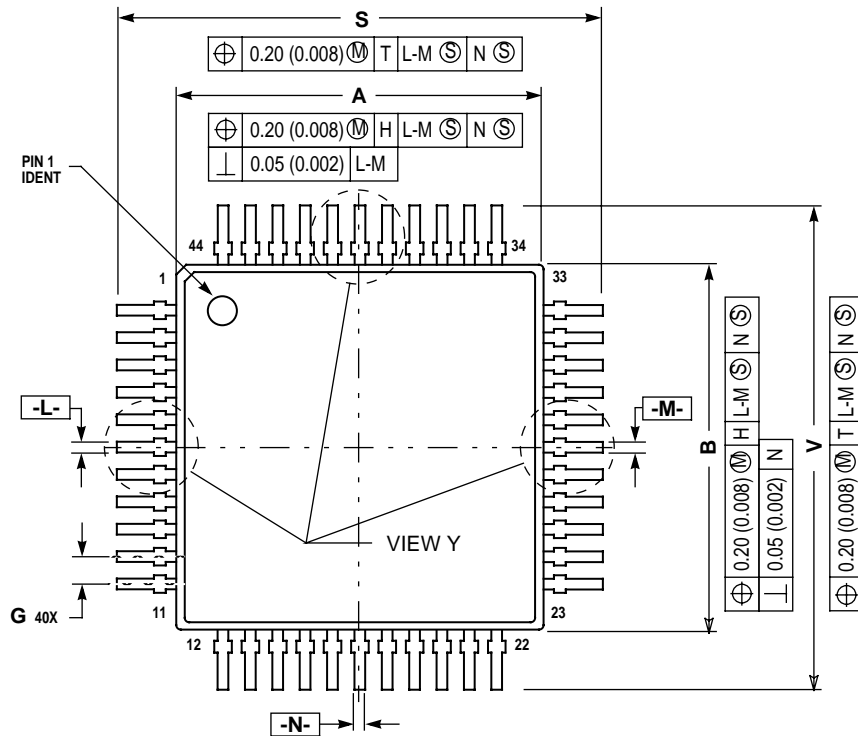 S
⌖ 0.20 (0.008) Ⓜ T L-M Ⓢ N Ⓢ
A
⌖ 0.20 (0.008) Ⓜ H L-M Ⓢ N Ⓢ
⊥ 0.05 (0.002) L-M
PIN 1
IDENT
44
34
1
33
-L-
-M-
B
⌖ 0.20 (0.008) Ⓜ H L-M Ⓢ N Ⓢ
⊥ 0.05 (0.002) N
V
⌖ 0.20 (0.008) Ⓜ T L-M Ⓢ N Ⓢ
VIEW Y
G 40X
11
23
12
22
-N-